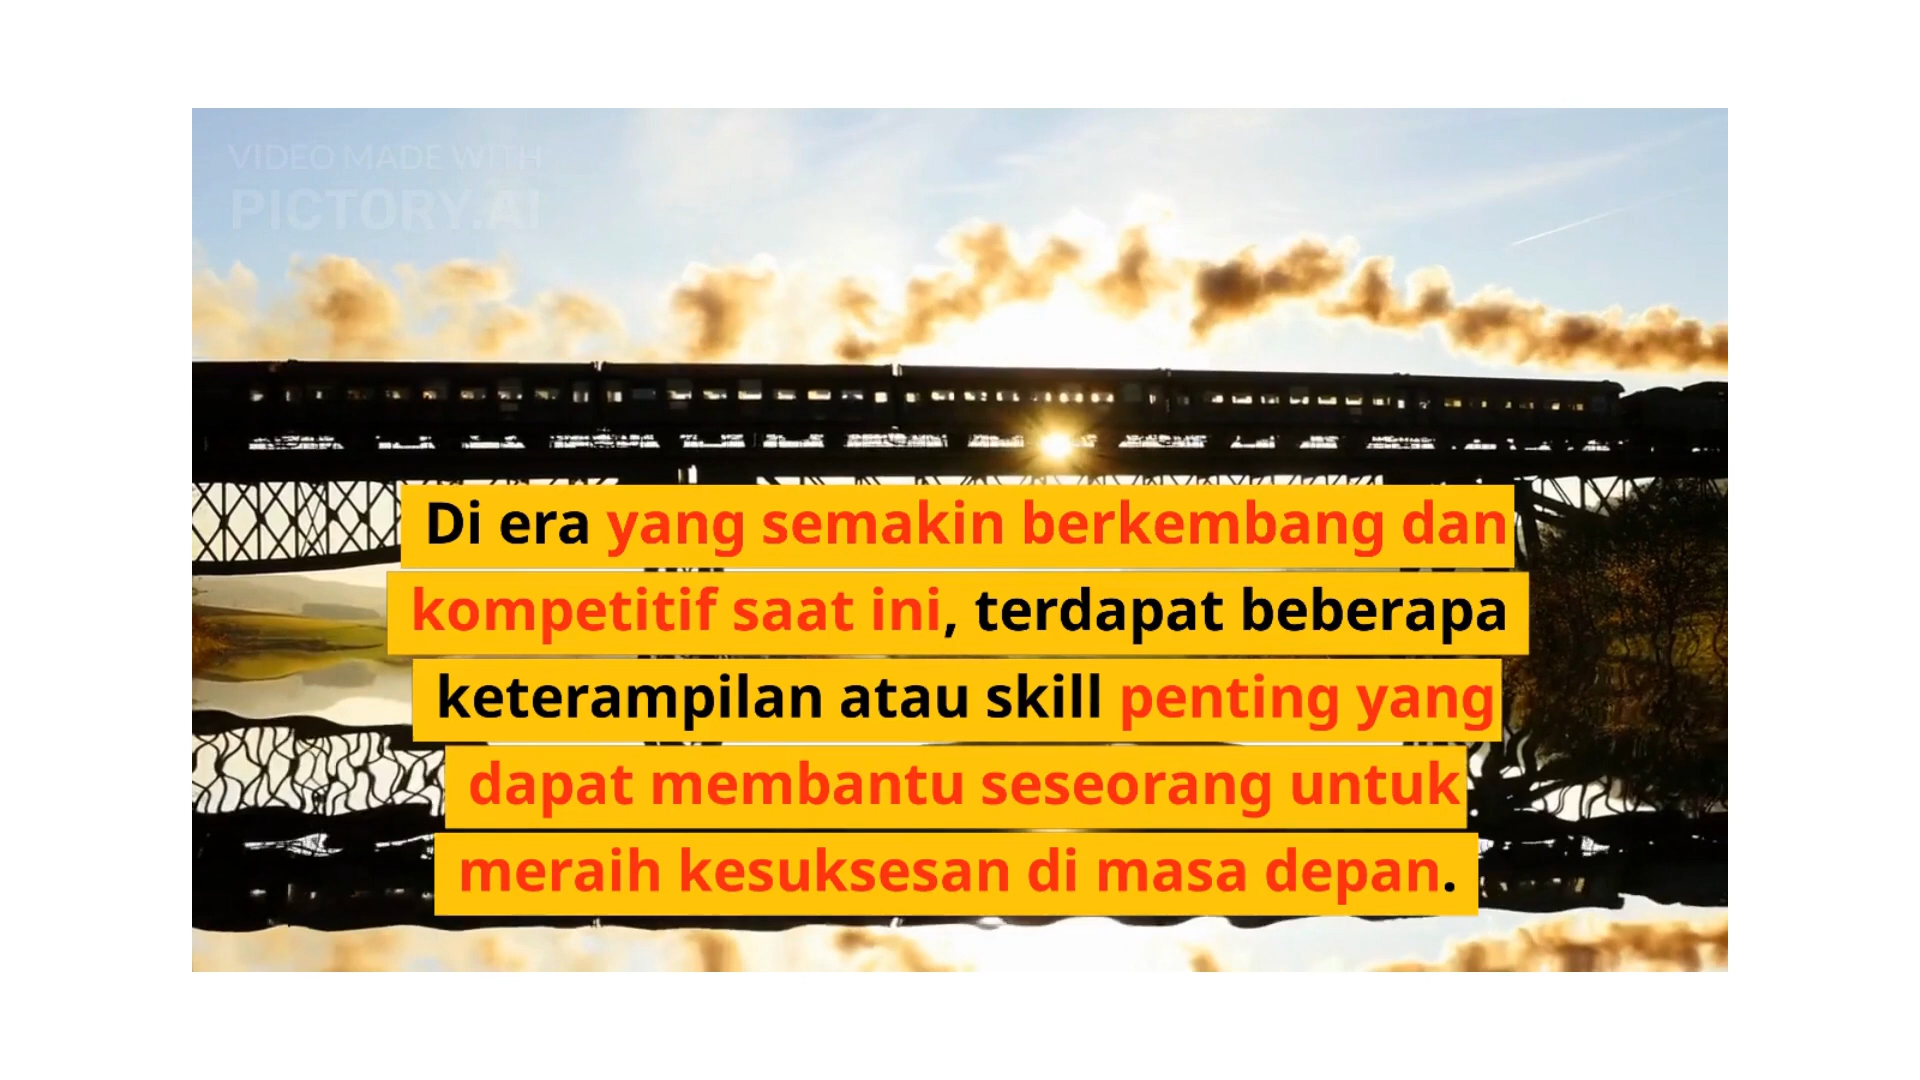 VIDEO MADE WITH
PICTORY.AI
Di era yang semakin berkembang dan
kompetitif saat ini, terdapat beberapa
keterampilan atau skill penting yang
dapat membantu seseorang untuk
meraih kesuksesan di masa depan.